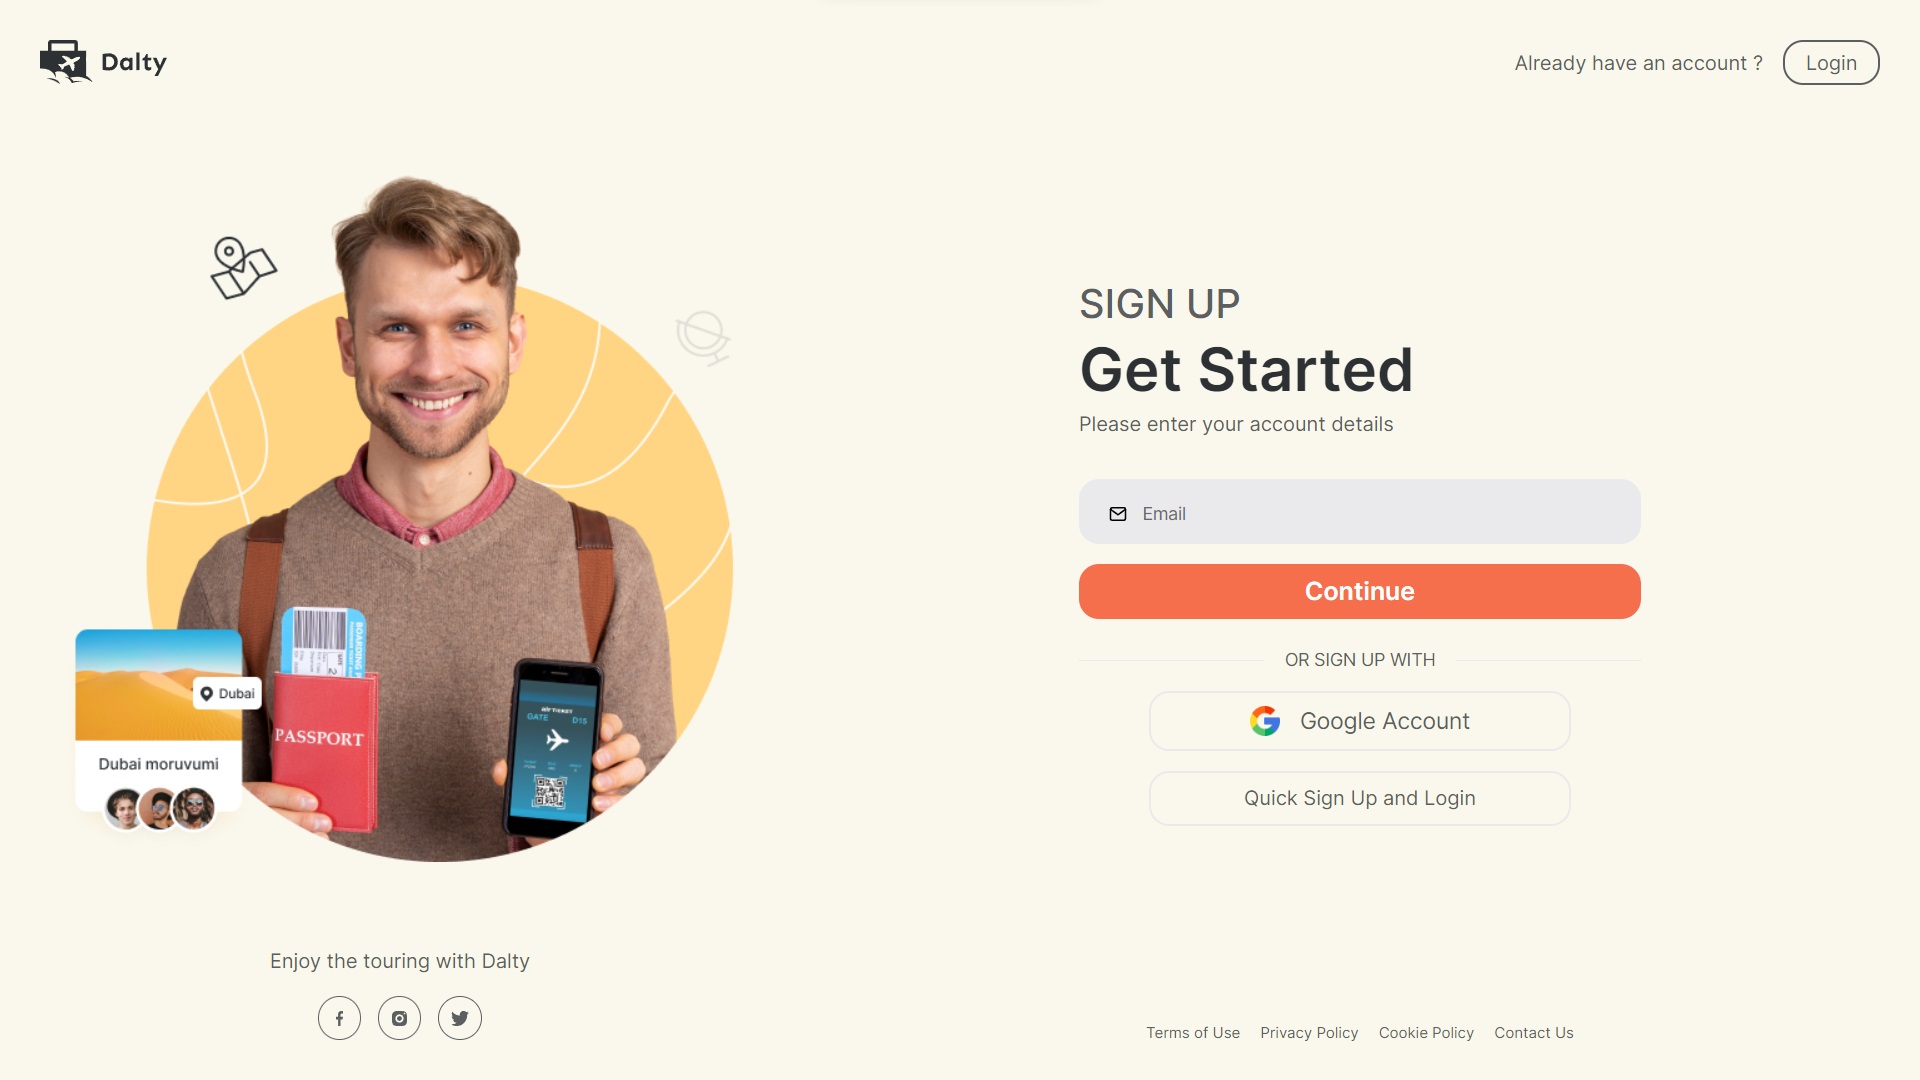 Dalty
Already have an account ?
Login
SIGN UP
Get Started
Please enter your account details
Email
Continue
OR SIGN UP WITH
Google Account
Quick Sign Up and Login
BOARDING
PASSPORT
AIR TICKET
GATE D15
Dubai
Dubai moruvumi
Enjoy the touring with Dalty
Terms of Use Privacy Policy Cookie Policy Contact Us